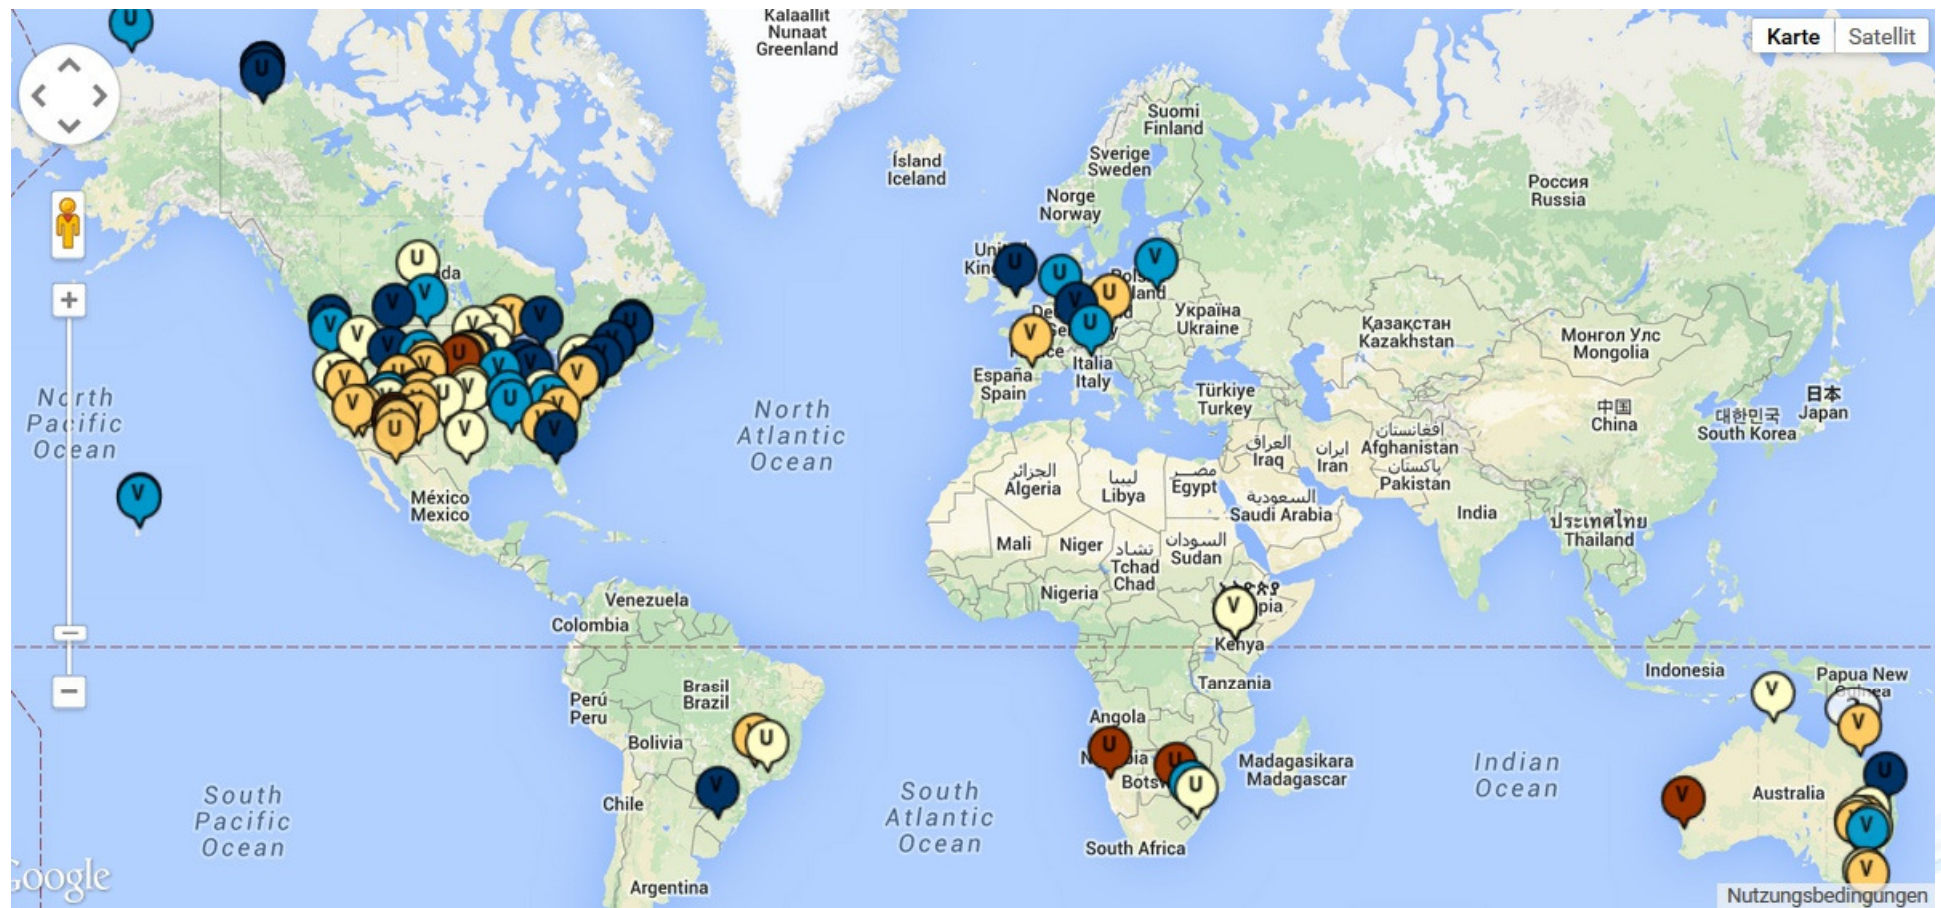 Kalaallit
Nunaat
Greenland
Karte
Satellit
Suomi
Finland
Ísland
Iceland
Sverige
Sweden
Norge
Norway
Россия
Russia
Україна
Ukraine
Қазақстан
Kazakhstan
Монгол Улс
Mongolia
Italia
Italy
España
Spain
Türkiye
Turkey
中国
China
日本
Japan
대한민국
South Korea
North
Pacific
Ocean
North
Atlantic
Ocean
الجزائر
Algeria
ليبيا
Libya
مصر
Egypt
العراق
Iraq
ایران
Iran
افغانستان
Afghanistan
پاکستان
Pakistan
السعودية
Saudi Arabia
India
ประเทศไทย
Thailand
México
Mexico
Mali
Niger
تشاد
Tchad
Chad
السودان
Sudan
Nigeria
Kenya
Venezuela
Colombia
Tanzania
Indonesia
Papua New
Perú
Peru
Brasil
Brazil
Angola
Bolivia
Madagasikara
Madagascar
Indian
Ocean
Australia
Chile
South
Pacific
Ocean
South
Atlantic
Ocean
South Africa
Argentina
Google
Nutzungsbedingungen